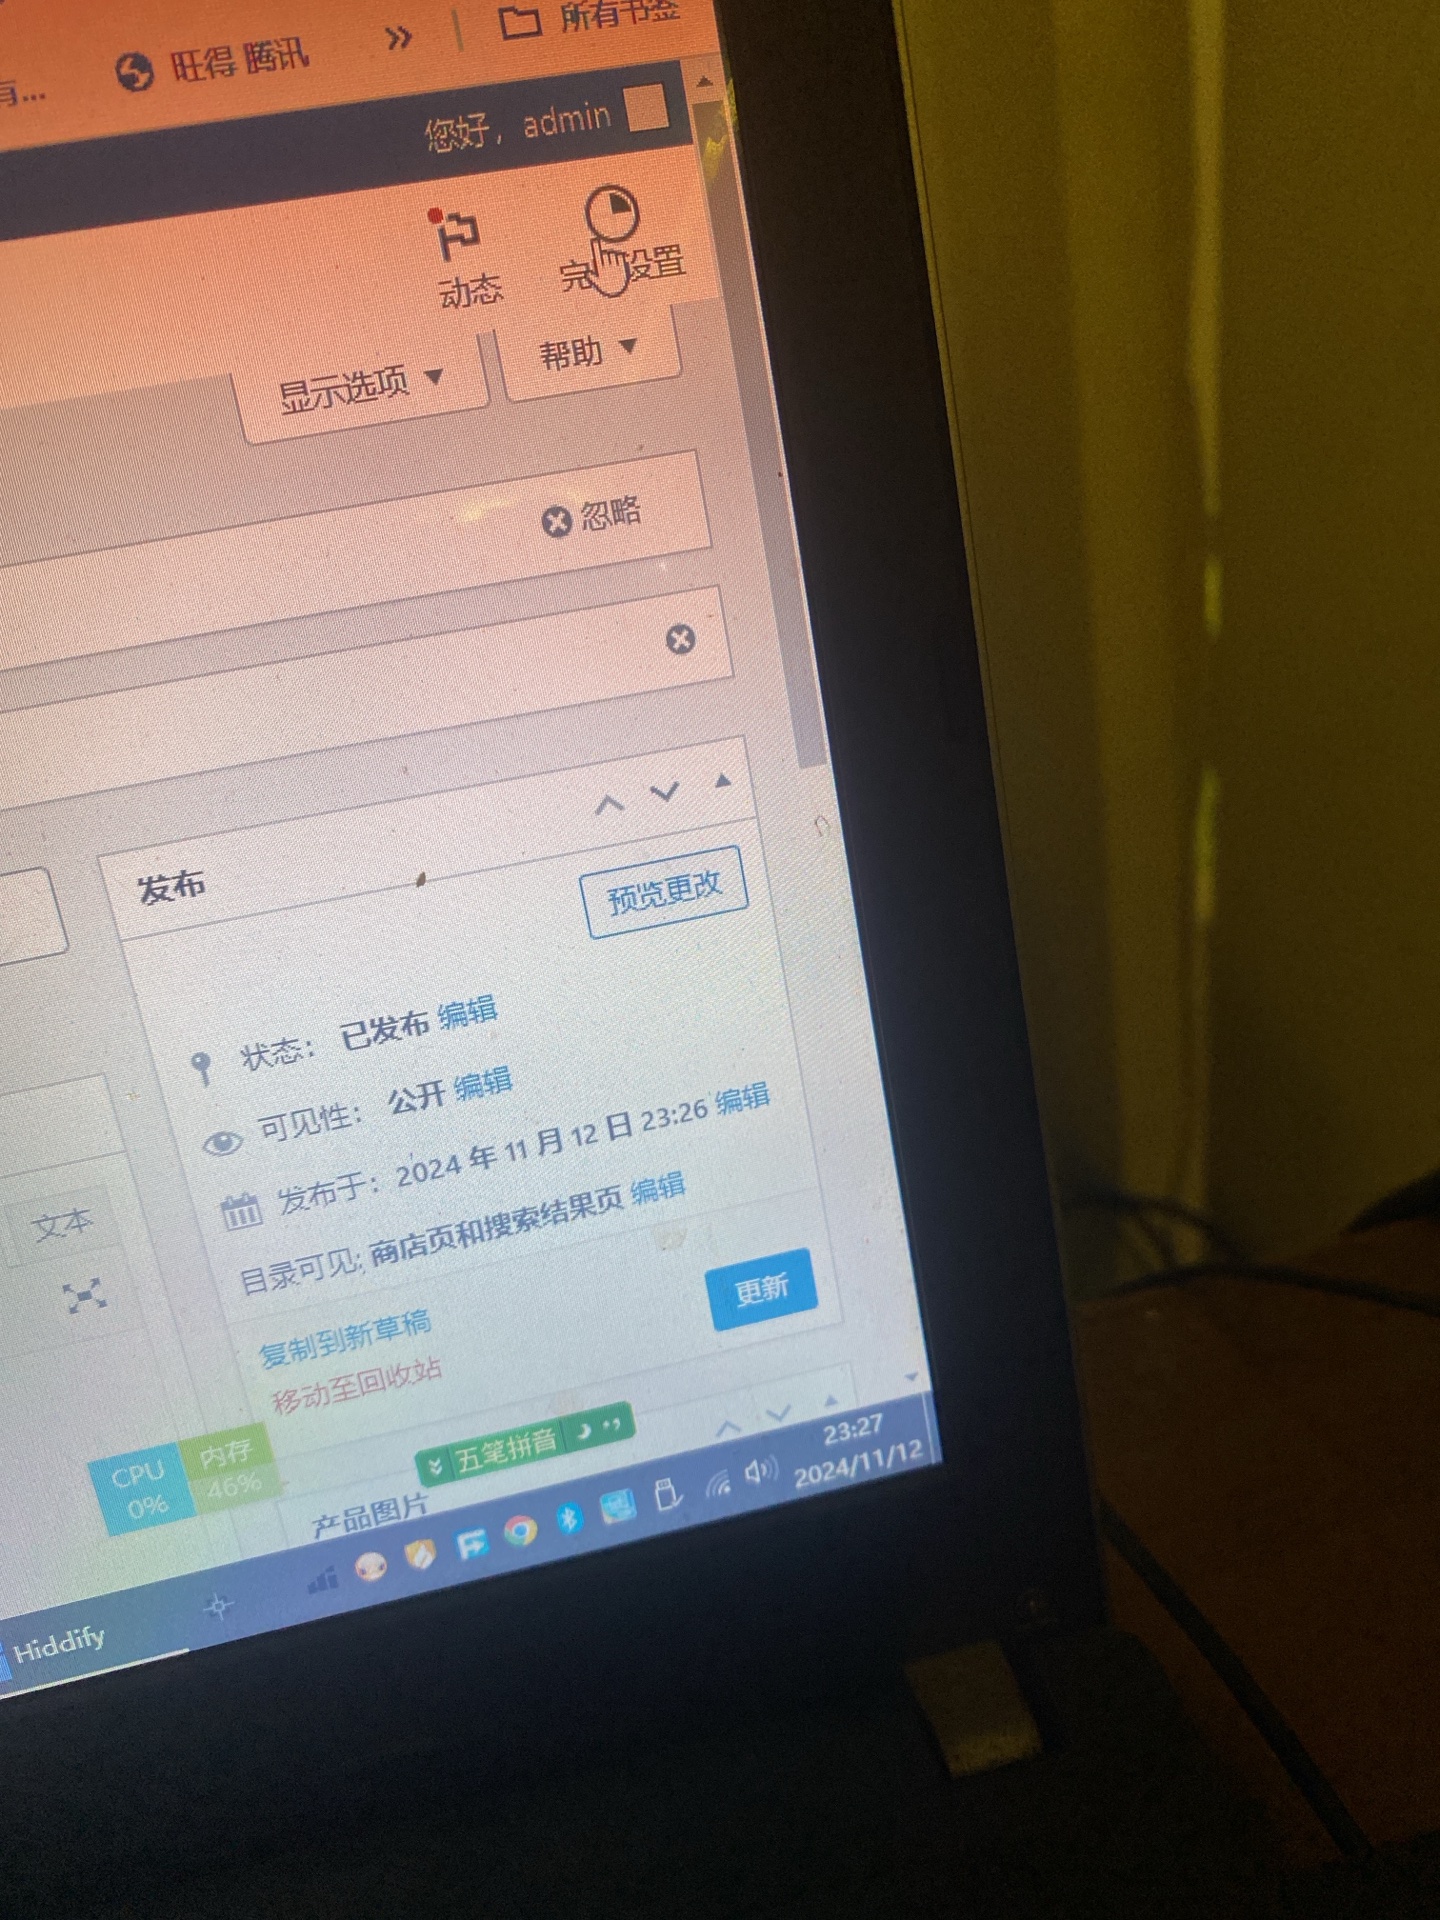 有...
旺得 腾讯
»
所有书签
您好，admin
动态
完 设置
显示选项 ▼
帮助 ▼
忽略
发布
预览更改
状态： 已发布 编辑
可见性： 公开 编辑
发布于：2024 年 11 月 12 日 23:26 编辑
目录可见: 商店页和搜索结果页 编辑
文本
复制到新草稿
移动至回收站
更新
CPU
0%
内存
46%
五笔拼音
产品图片
23:27
2024/11/12
Hiddify